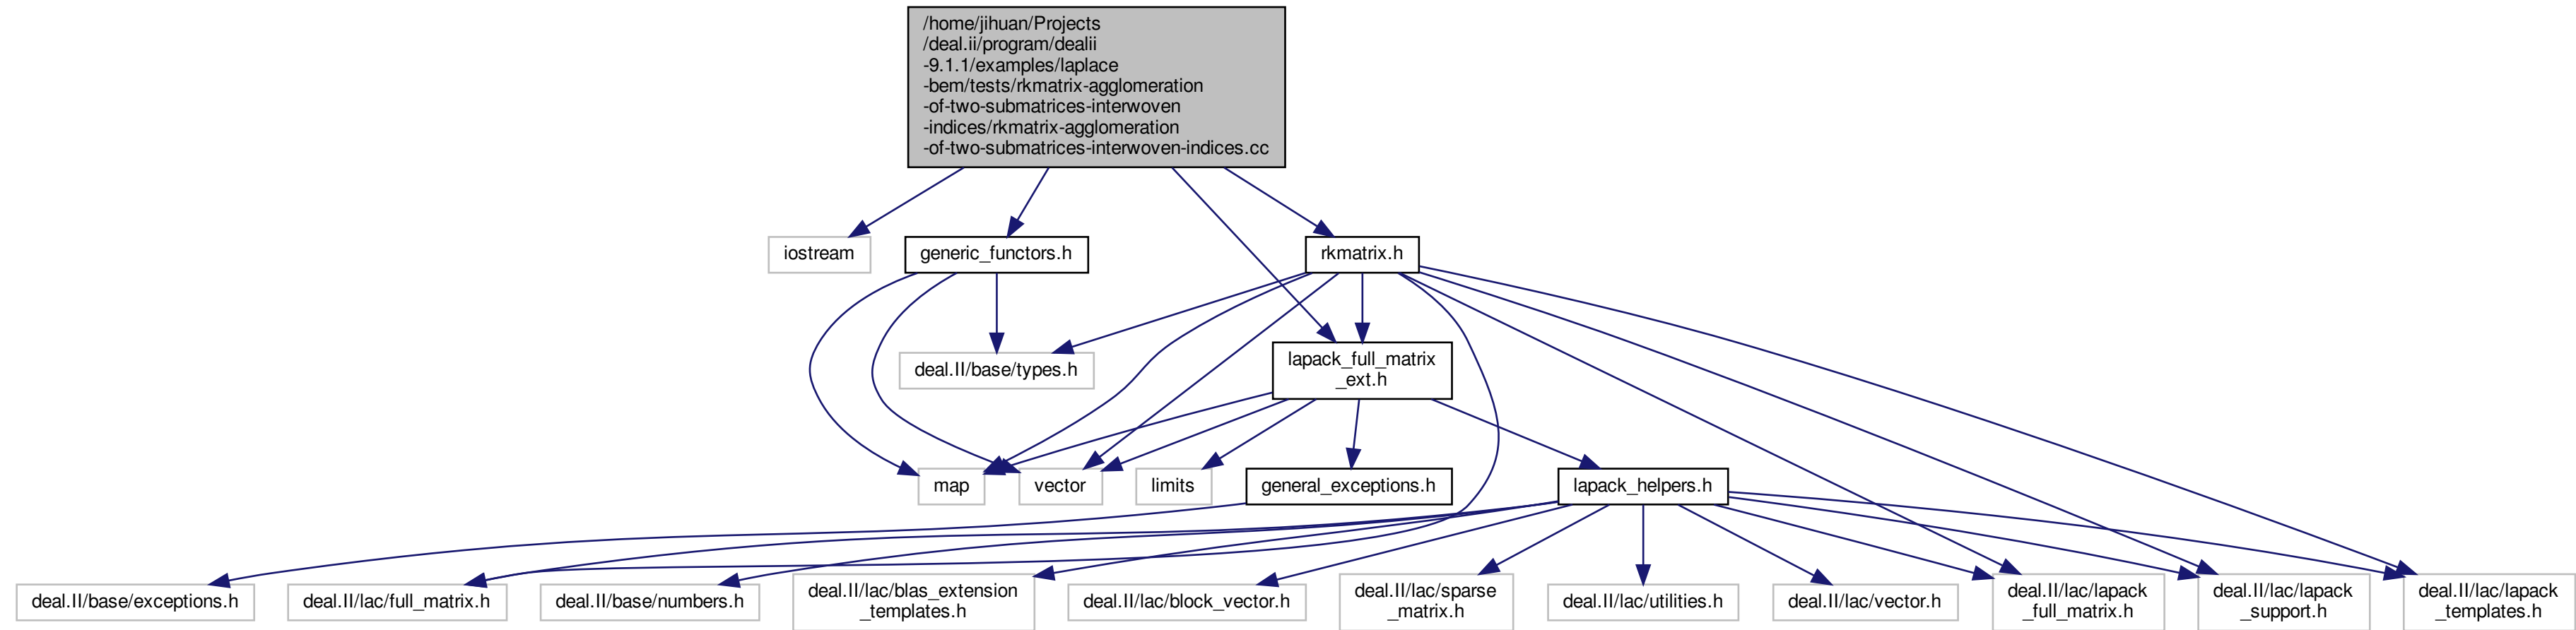 /home/jihuan/Projects
/deal.ii/program/dealii
-9.1.1/examples/laplace
-bem/tests/rkmatrix-agglomeration
-of-two-submatrices-interwoven
-indices/rkmatrix-agglomeration
-of-two-submatrices-interwoven-indices.cc
iostream
generic_functors.h
rkmatrix.h
deal.II/base/types.h
lapack_full_matrix
_ext.h
map
vector
limits
general_exceptions.h
lapack_helpers.h
deal.II/base/exceptions.h
deal.II/lac/full_matrix.h
deal.II/base/numbers.h
deal.II/lac/blas_extension
_templates.h
deal.II/lac/block_vector.h
deal.II/lac/sparse
_matrix.h
deal.II/lac/utilities.h
deal.II/lac/vector.h
deal.II/lac/lapack
_full_matrix.h
deal.II/lac/lapack
_support.h
deal.II/lac/lapack
_templates.h